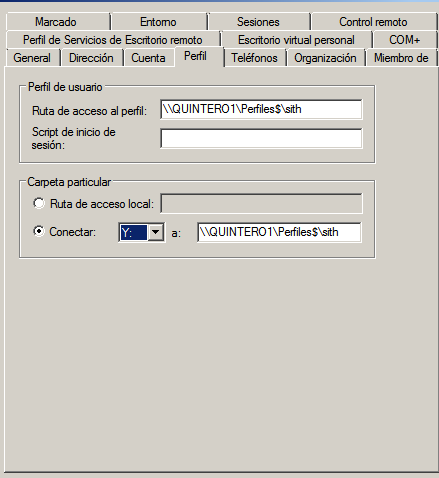 Marcado Entorno Sesiones Control remoto
Perfil de Servicios de Escritorio remoto Escritorio virtual personal COM+
General Dirección Cuenta Perfil Teléfonos Organización Miembro de
Perfil de usuario
Ruta de acceso al perfil: \\QUINTERO1\Perfiles$\sith
Script de inicio de
sesión:
Carpeta particular
Ruta de acceso local:
Conectar: Y: a: \\QUINTERO1\Perfiles$\sith